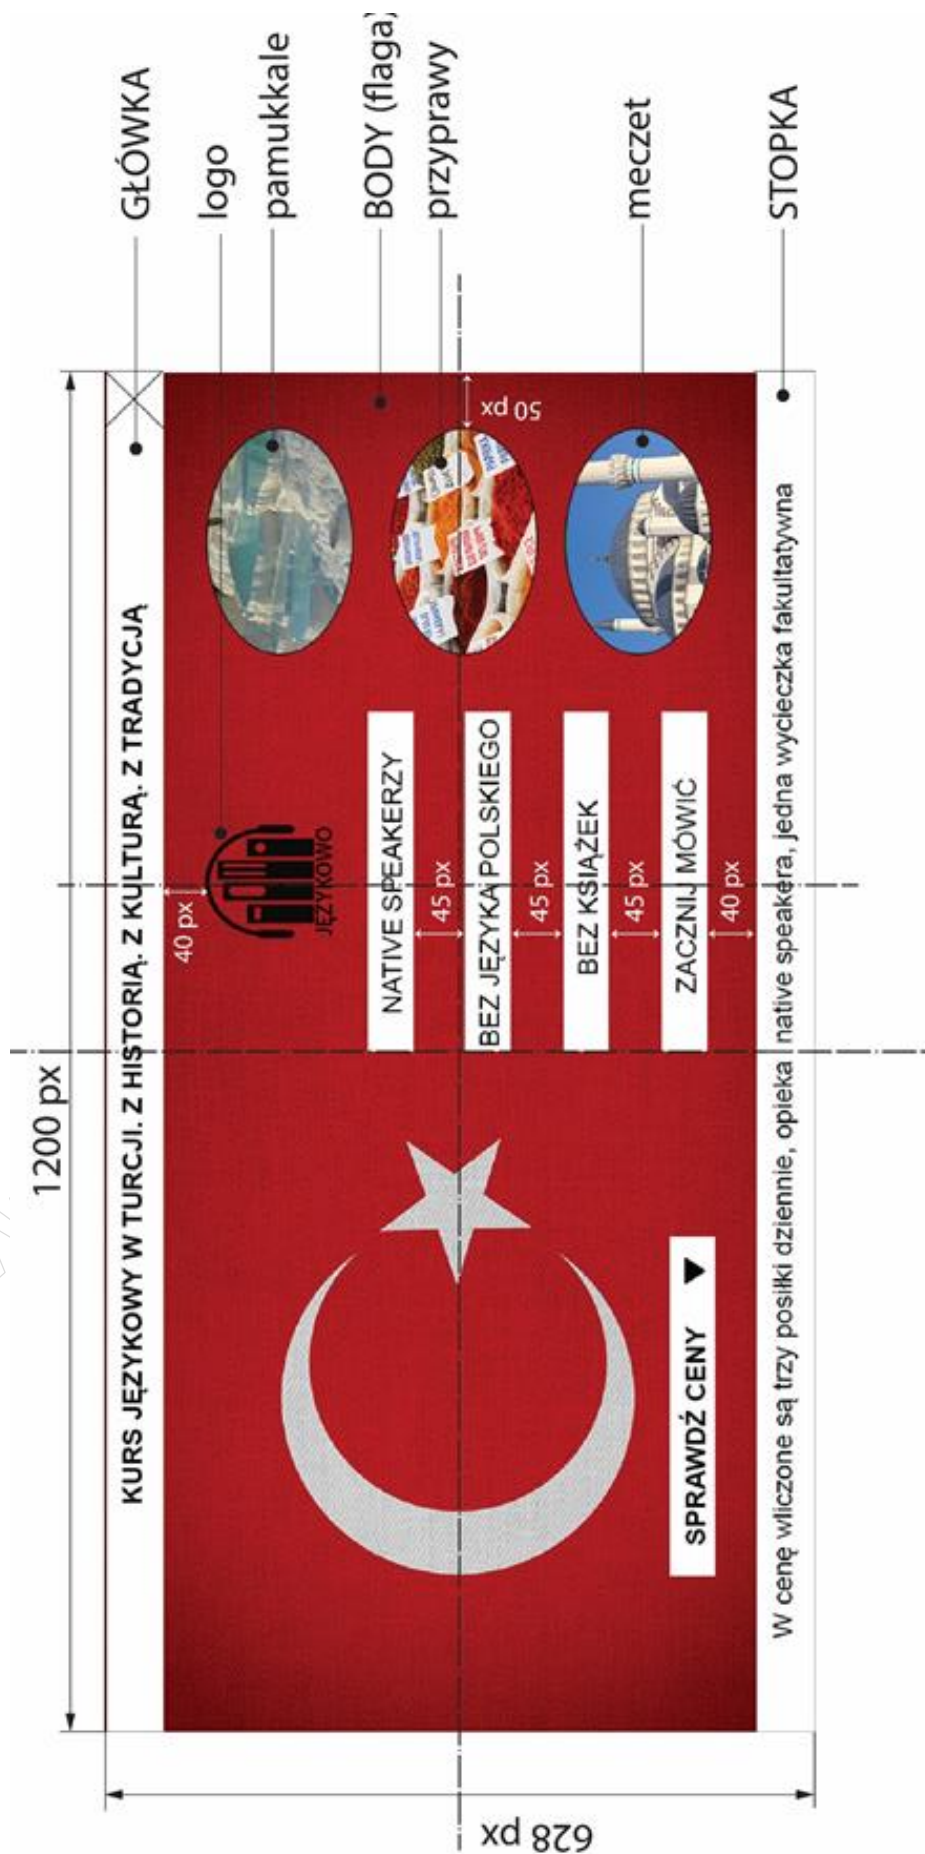 1200 px
628 px
KURS JĘZYKOWY W TURCJI. Z HISTORIĄ. Z KULTURĄ. Z TRADYCJĄ
GŁÓWKA
40 px
JĘZYKOWO
logo
pamukkale
BODY (flaga)
NATIVE SPEAKERZY
45 px
50 px
przyprawy
BEZ JĘZYKA POLSKIEGO
45 px
BEZ KSIĄŻEK
45 px
meczet
SPRAWDŹ CENY
ZACZNIJ MÓWIĆ
40 px
W cenę wliczone są trzy posiłki dziennie, opieka native speakera, jedna wycieczka fakultatywna
STOPKA